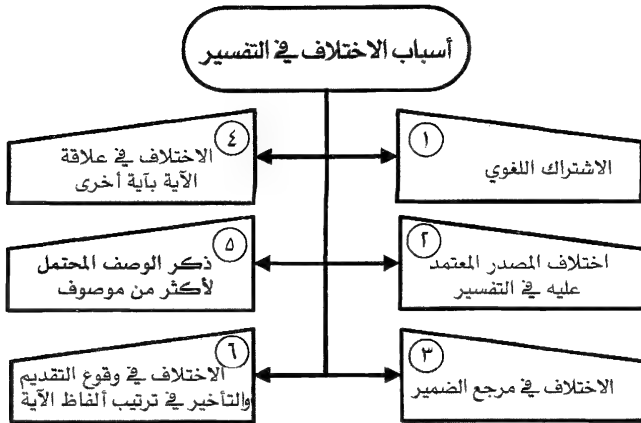 أسباب الاختلاف في التفسير
١
الاشتراك اللغوي
٢
اختلاف المصدر المعتمد
عليه في التفسير
٣
الاختلاف في مرجع الضمير
٤
الاختلاف في علاقة
الآية بآية أخرى
٥
ذكر الوصف المحتمل
لأكثر من موصوف
٦
الاختلاف في وقوع التقديم
والتأخير في ترتيب ألفاظ الآية